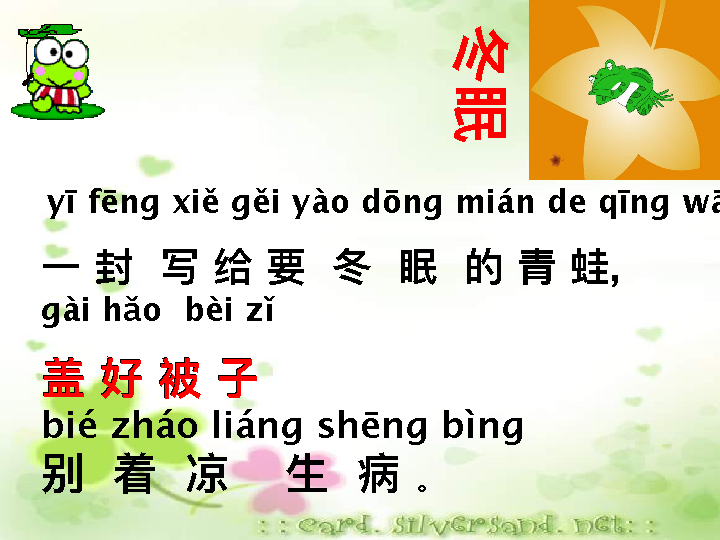 冬眠
yī fēng xiě gěi yào dōng mián de qīng wā
一 封 写 给 要 冬 眠 的 青 蛙,
gài hǎo bèi zǐ
盖 好 被 子
bié zháo liáng shēng bìng
别 着 凉 生 病 。
::card.silversand.net::